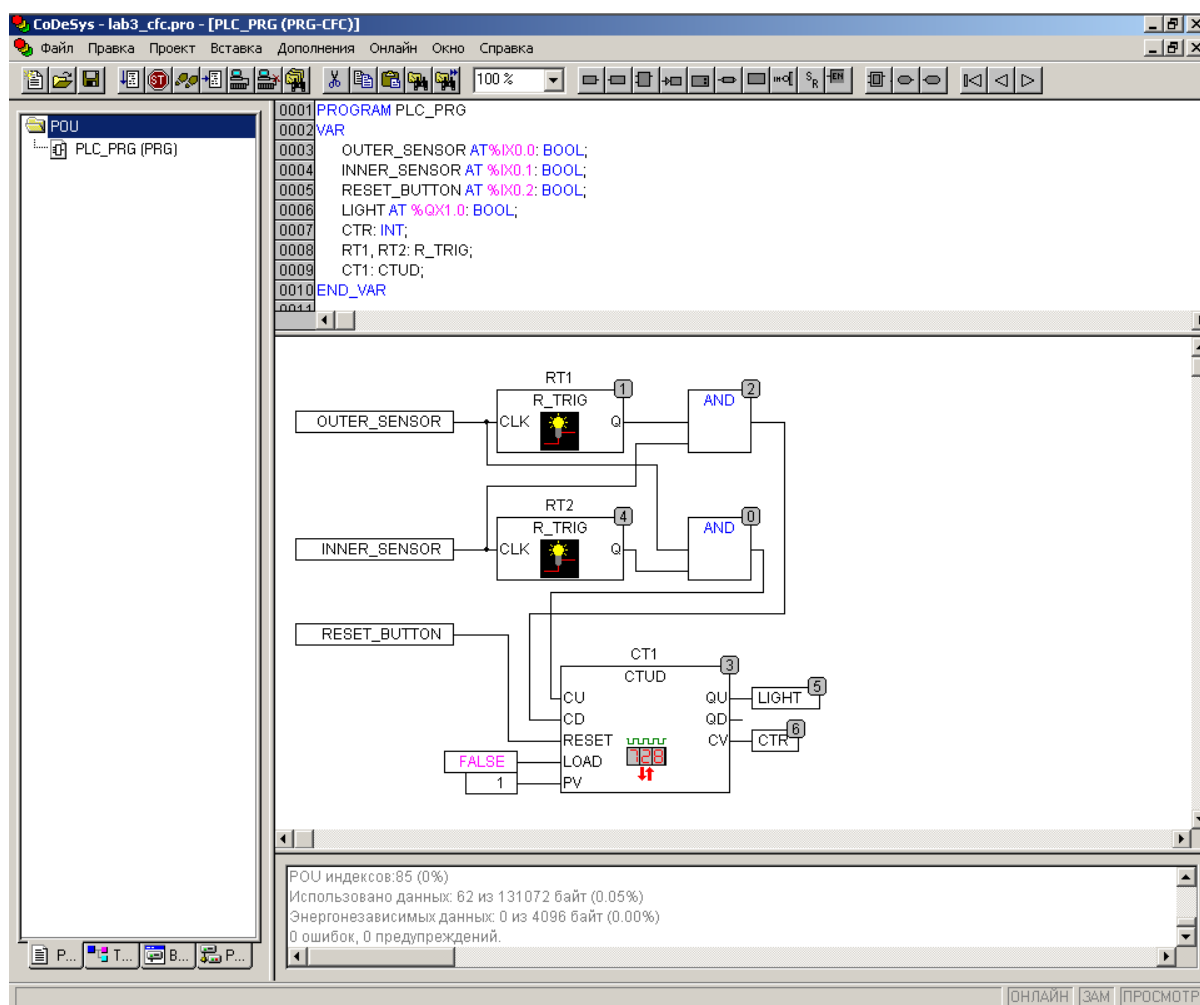 CoDeSys - lab3_cfc.pro - [PLC_PRG (PRG-CFC)]
Файл Правка Проект Вставка Дополнения Онлайн Окно Справка
ST 100 % S R EN
POU
PLC_PRG (PRG)
0001 PROGRAM PLC_PRG
0002 VAR
0003 OUTER_SENSOR AT%IX0.0: BOOL;
0004 INNER_SENSOR AT %IX0.1: BOOL;
0005 RESET_BUTTON AT %IX0.2: BOOL;
0006 LIGHT AT %QX1.0: BOOL;
0007 CTR: INT;
0008 RT1, RT2: R_TRIG;
0009 CT1: CTUD;
0010 END_VAR
0011
RT1
1 2
R_TRIG AND
OUTER_SENSOR CLK Q
RT2
4 0
R_TRIG AND
INNER_SENSOR CLK Q
RESET_BUTTON
CT1
3
CTUD
5
CU QU LIGHT
CD QD
6
RESET CV CTR
728
FALSE LOAD
1 PV
POU индексов:85 (0%)
Использовано данных: 62 из 131072 байт (0.05%)
Энергонезависимых данных: 0 из 4096 байт (0.00%)
0 ошибок, 0 предупреждений.
P... T... B... P...
ОНЛАЙН ЗАМ ПРОСМОТР